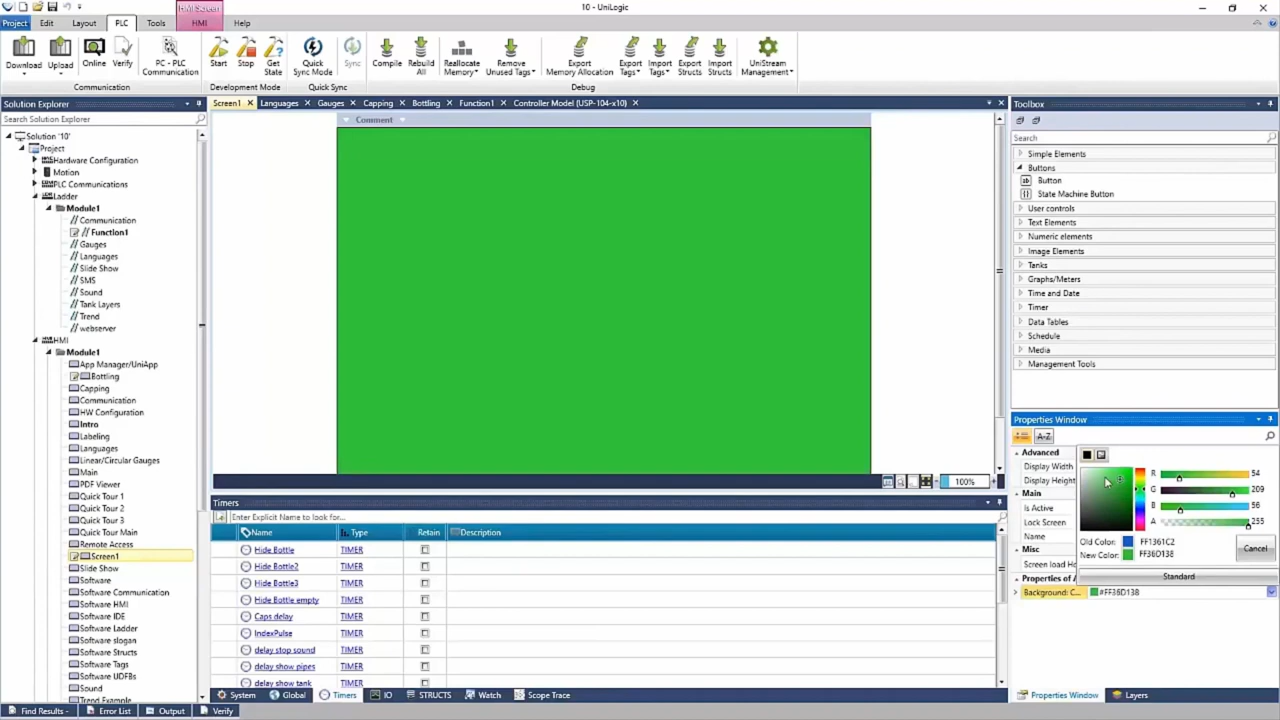 HMI Screen
10 - UniLogic
Project
Edit
Layout
PLC
Tools
HMI
Help
Download
Upload
Online
Verify
PC - PLC
Communication
Start
Stop
Get
State
Quick
Sync Mode
Sync
Compile
Rebuild
All
Reallocate
Memory
Remove
Unused Tags
Export
Memory Allocation
Export
Tags
Import
Tags
Export
Structs
Import
Structs
UniStream
Management
Communication
Development Mode
Quick Sync
Debug
Solution Explorer
Search Solution Explorer
Solution '10'
Project
Hardware Configuration
Motion
PLC Communications
Ladder
Module1
Communication
Function1
Gauges
Languages
Slide Show
SMS
Sound
Tank Layers
Trend
webserver
HMI
Module1
App Manager/UniApp
Bottling
Capping
Communication
HW Configuration
Intro
Labeling
Languages
Linear/Circular Gauges
Main
PDF Viewer
Quick Tour 1
Quick Tour 2
Quick Tour 3
Quick Tour Main
Remote Access
Screen1
Slide Show
Software
Software Communication
Software HMI
Software IDE
Software Ladder
Software slogan
Software Structs
Software Tags
Software UDFBs
Sound
Trend Example
Screen1
Languages
Gauges
Capping
Bottling
Function1
Controller Model (USP-104-x10)
Comment
100%
Timers
Enter Explicit Name to look for...
Name Type Retain Description
Hide Bottle TIMER
Hide Bottle2 TIMER
Hide Bottle3 TIMER
Hide Bottle empty TIMER
Caps delay TIMER
IndexPulse TIMER
delay stop sound TIMER
delay show pipes TIMER
delay show tank TIMER
System
Global
Timers
IO
STRUCTS
Watch
Scope Trace
Toolbox
Search
Simple Elements
Buttons
Button
State Machine Button
User controls
Text Elements
Numeric elements
Image Elements
Tanks
Graphs/Meters
Time and Date
Timer
Data Tables
Schedule
Media
Management Tools
Properties Window
A-Z
Advanced
Display Width
Display Height
Main
Is Active
Lock Screen
Name
Misc
Screen load
Properties of
Background: C... #FF36D138
R 54
G 209
B 56
A 255
Old Color: FF1361C2
New Color: FF36D138
Cancel
Standard
Properties Window
Layers
Find Results -
Error List
Output
Verify